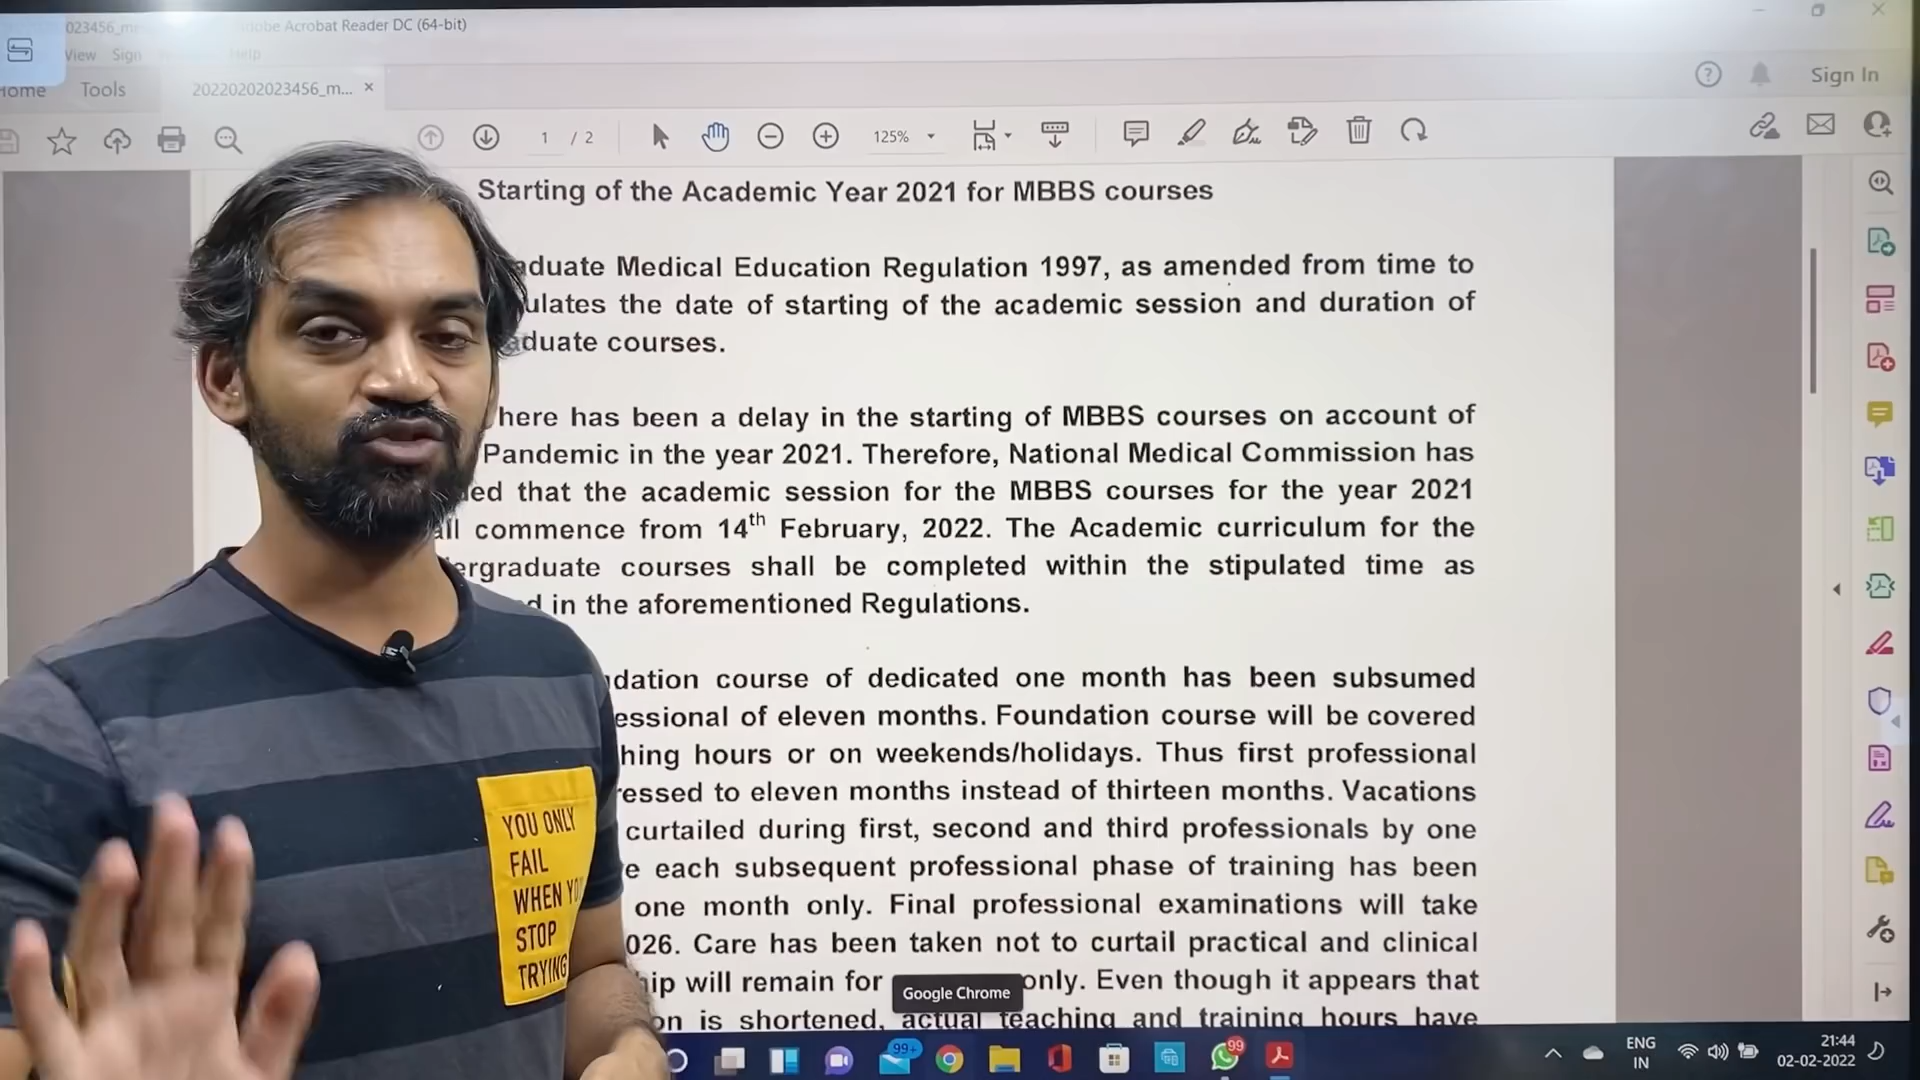 023456_m
Adobe Acrobat Reader DC (64-bit)
View Sign Help
Home Tools 20220202023456_m... × Sign In
1 / 2 125%
Starting of the Academic Year 2021 for MBBS courses
aduate Medical Education Regulation 1997, as amended from time to
ulates the date of starting of the academic session and duration of
aduate courses.
here has been a delay in the starting of MBBS courses on account of
Pandemic in the year 2021. Therefore, National Medical Commission has
ed that the academic session for the MBBS courses for the year 2021
all commence from 14th February, 2022. The Academic curriculum for the
ergraduate courses shall be completed within the stipulated time as
d in the aforementioned Regulations.
dation course of dedicated one month has been subsumed
essional of eleven months. Foundation course will be covered
hing hours or on weekends/holidays. Thus first professional
ressed to eleven months instead of thirteen months. Vacations
curtailed during first, second and third professionals by one
e each subsequent professional phase of training has been
one month only. Final professional examinations will take
026. Care has been taken not to curtail practical and clinical
ip will remain for only. Even though it appears that
on is shortened, actual teaching and training hours have
Google Chrome
YOU ONLY
FAIL
WHEN YO
STOP
TRYING
99+
99
ENG
IN
21:44
02-02-2022